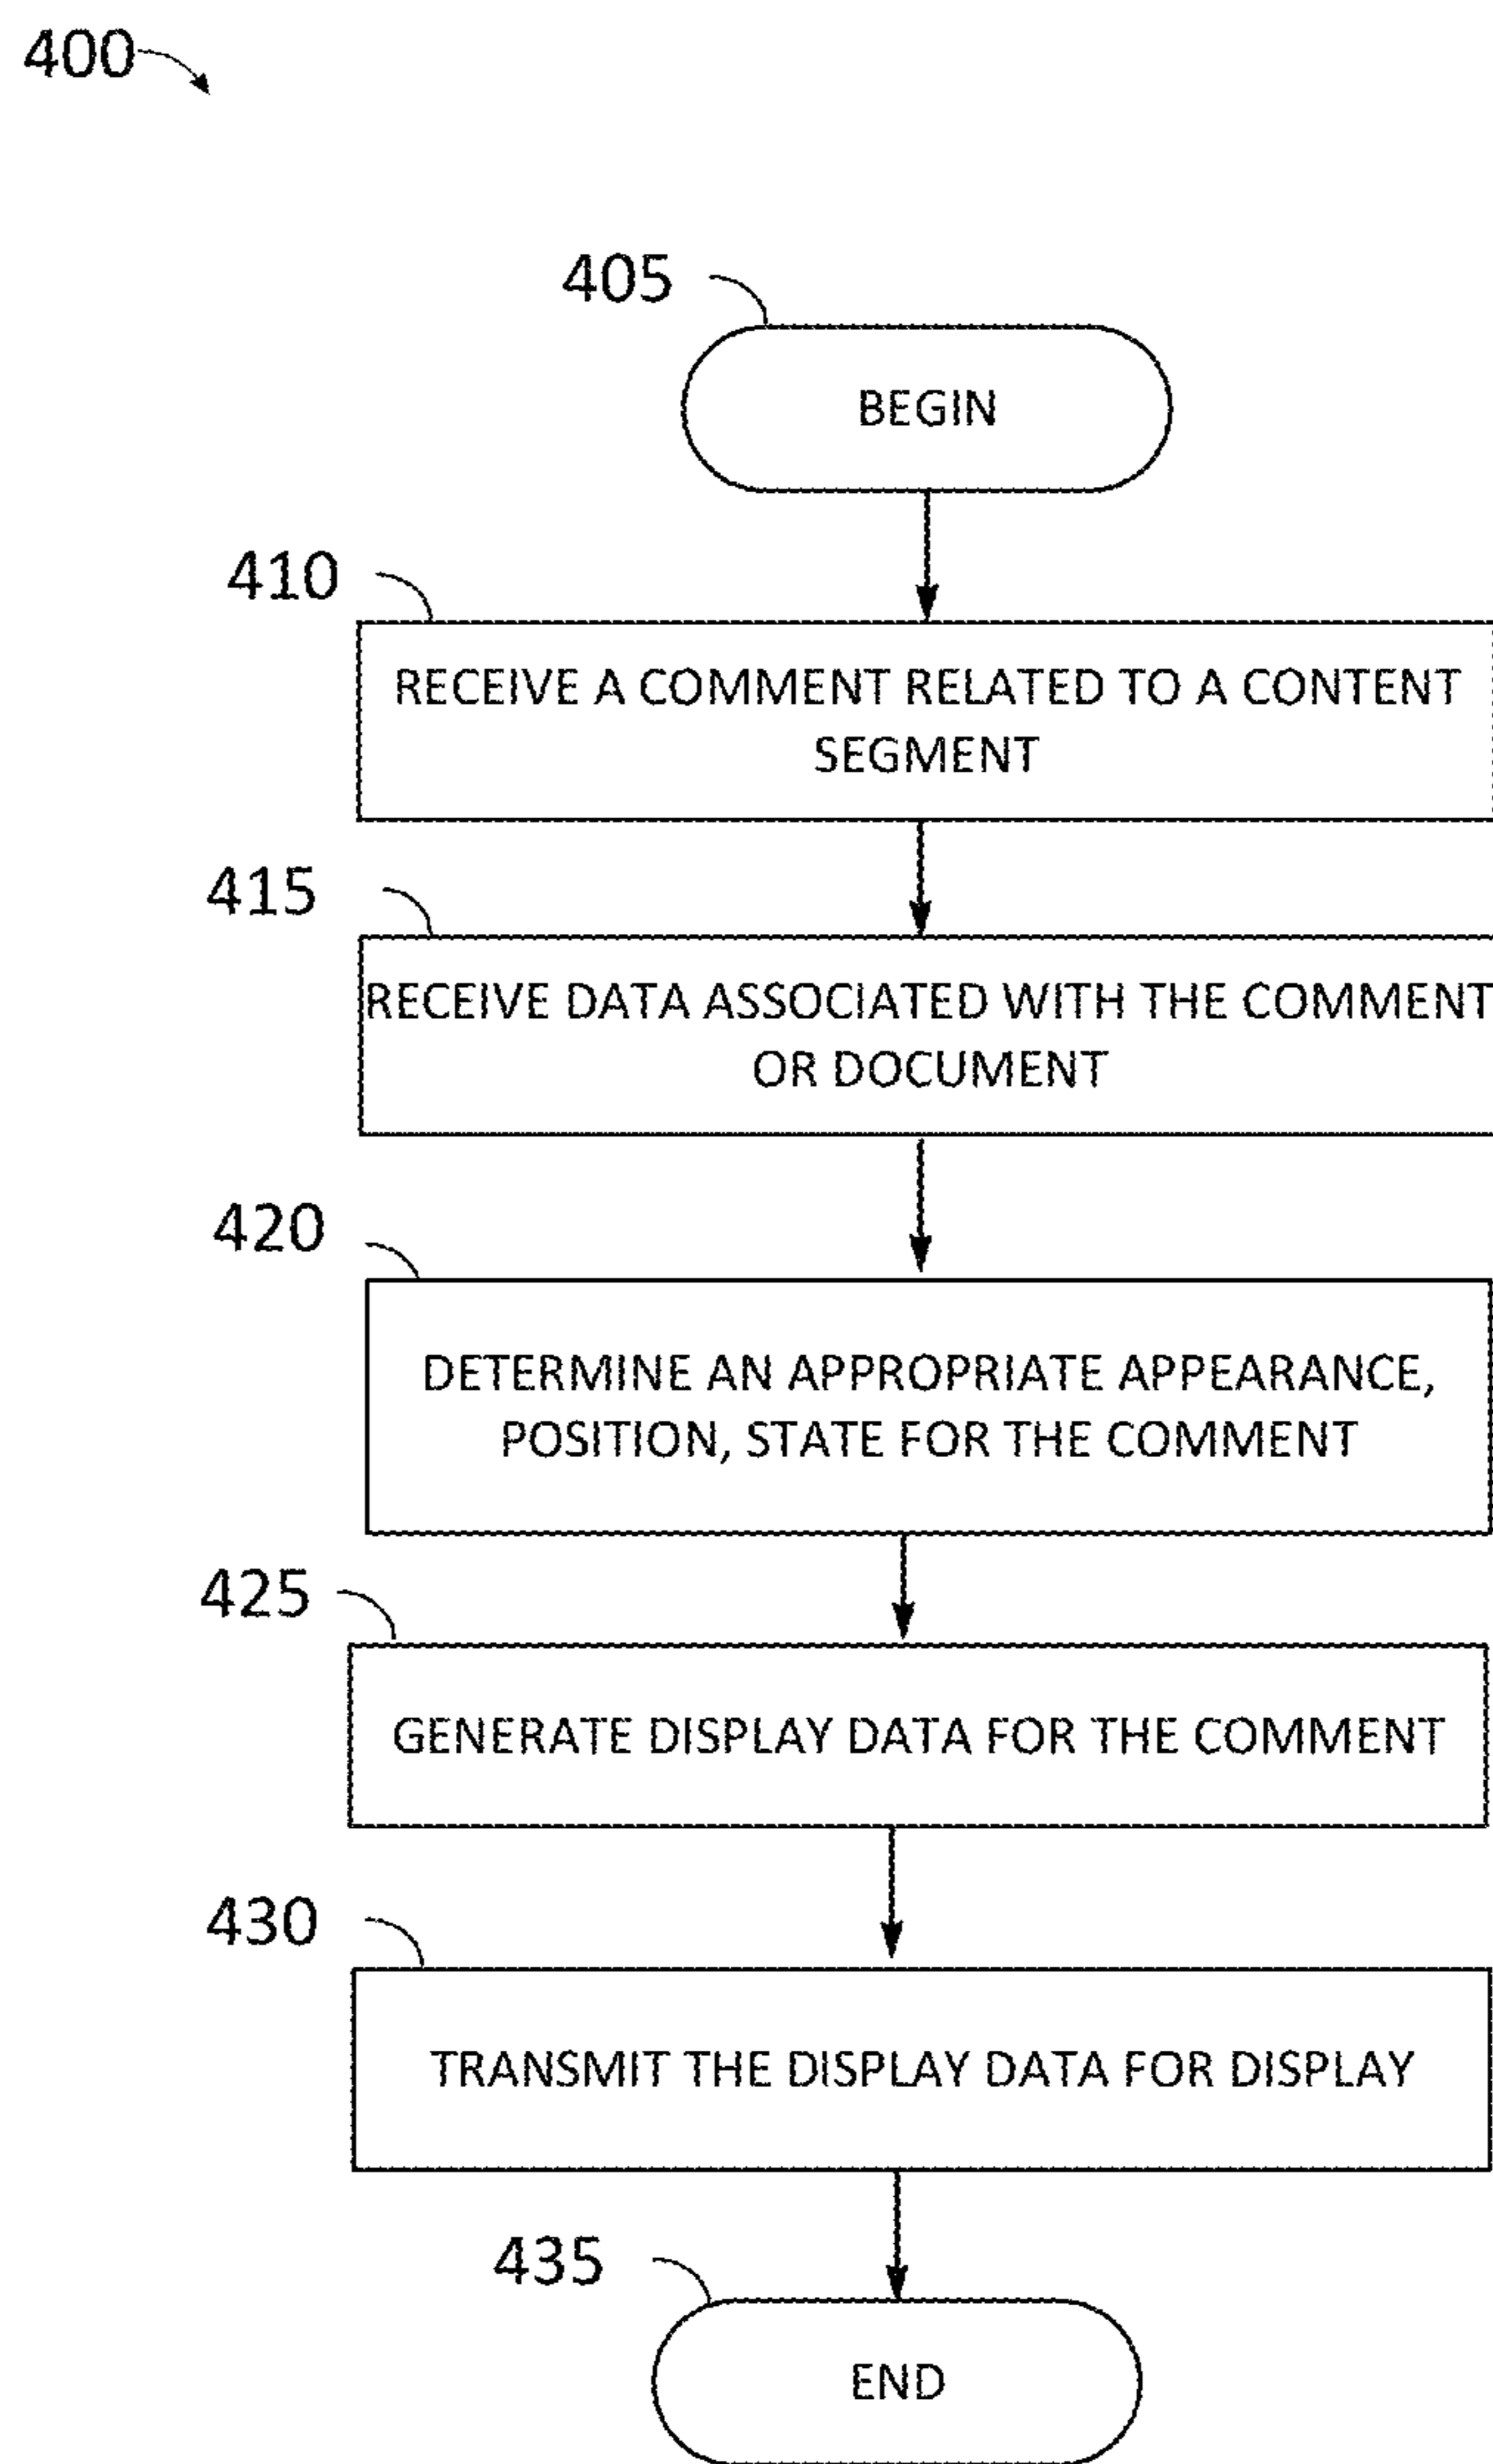 400
405
BEGIN
410
RECEIVE A COMMENT RELATED TO A CONTENT
SEGMENT
415
RECEIVE DATA ASSOCIATED WITH THE COMMENT
OR DOCUMENT
420
DETERMINE AN APPROPRIATE APPEARANCE,
POSITION, STATE FOR THE COMMENT
425
GENERATE DISPLAY DATA FOR THE COMMENT
430
TRANSMIT THE DISPLAY DATA FOR DISPLAY
435
END